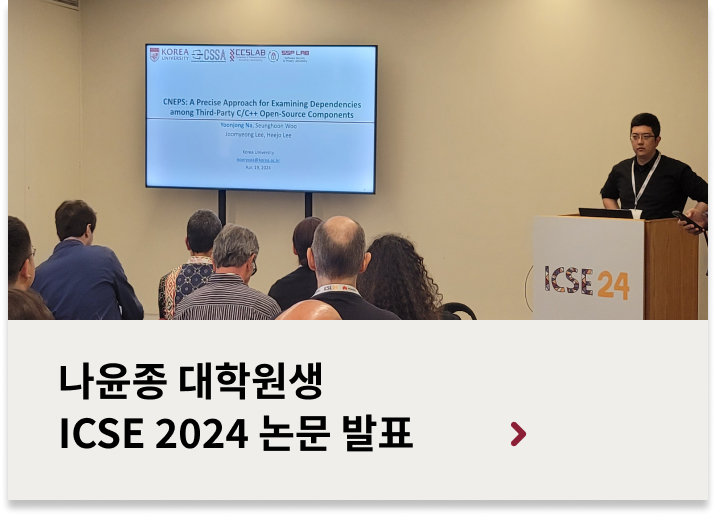 KOREA
UNIVERSITY
CSSA
CCSLAB
SSP LAB
CNEPS: A Precise Approach for Examining Dependencies
among Third-Party C/C++ Open-Source Components
Yoonjong Na, Seunghoon Woo
Joomyeong Lee, Heejo Lee
Korea University
Apr. 19, 2024
ICSE 24
ICSE
나윤종 대학원생
ICSE 2024 논문 발표